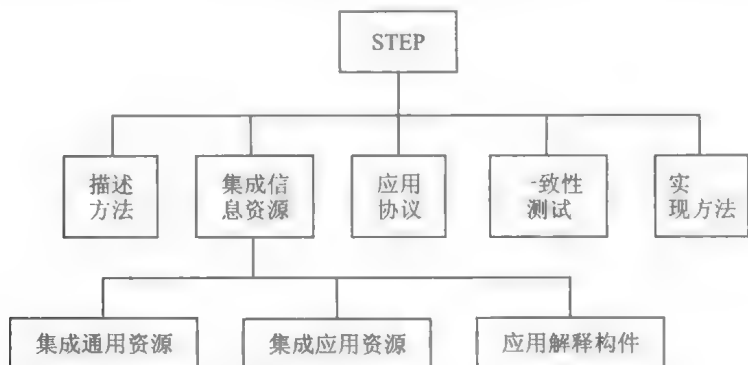 STEP
描述
方法
集成信
息资源
应用
协议
一致性
测试
实
现方法
集成通用资源
集成应用资源
应用解释构件